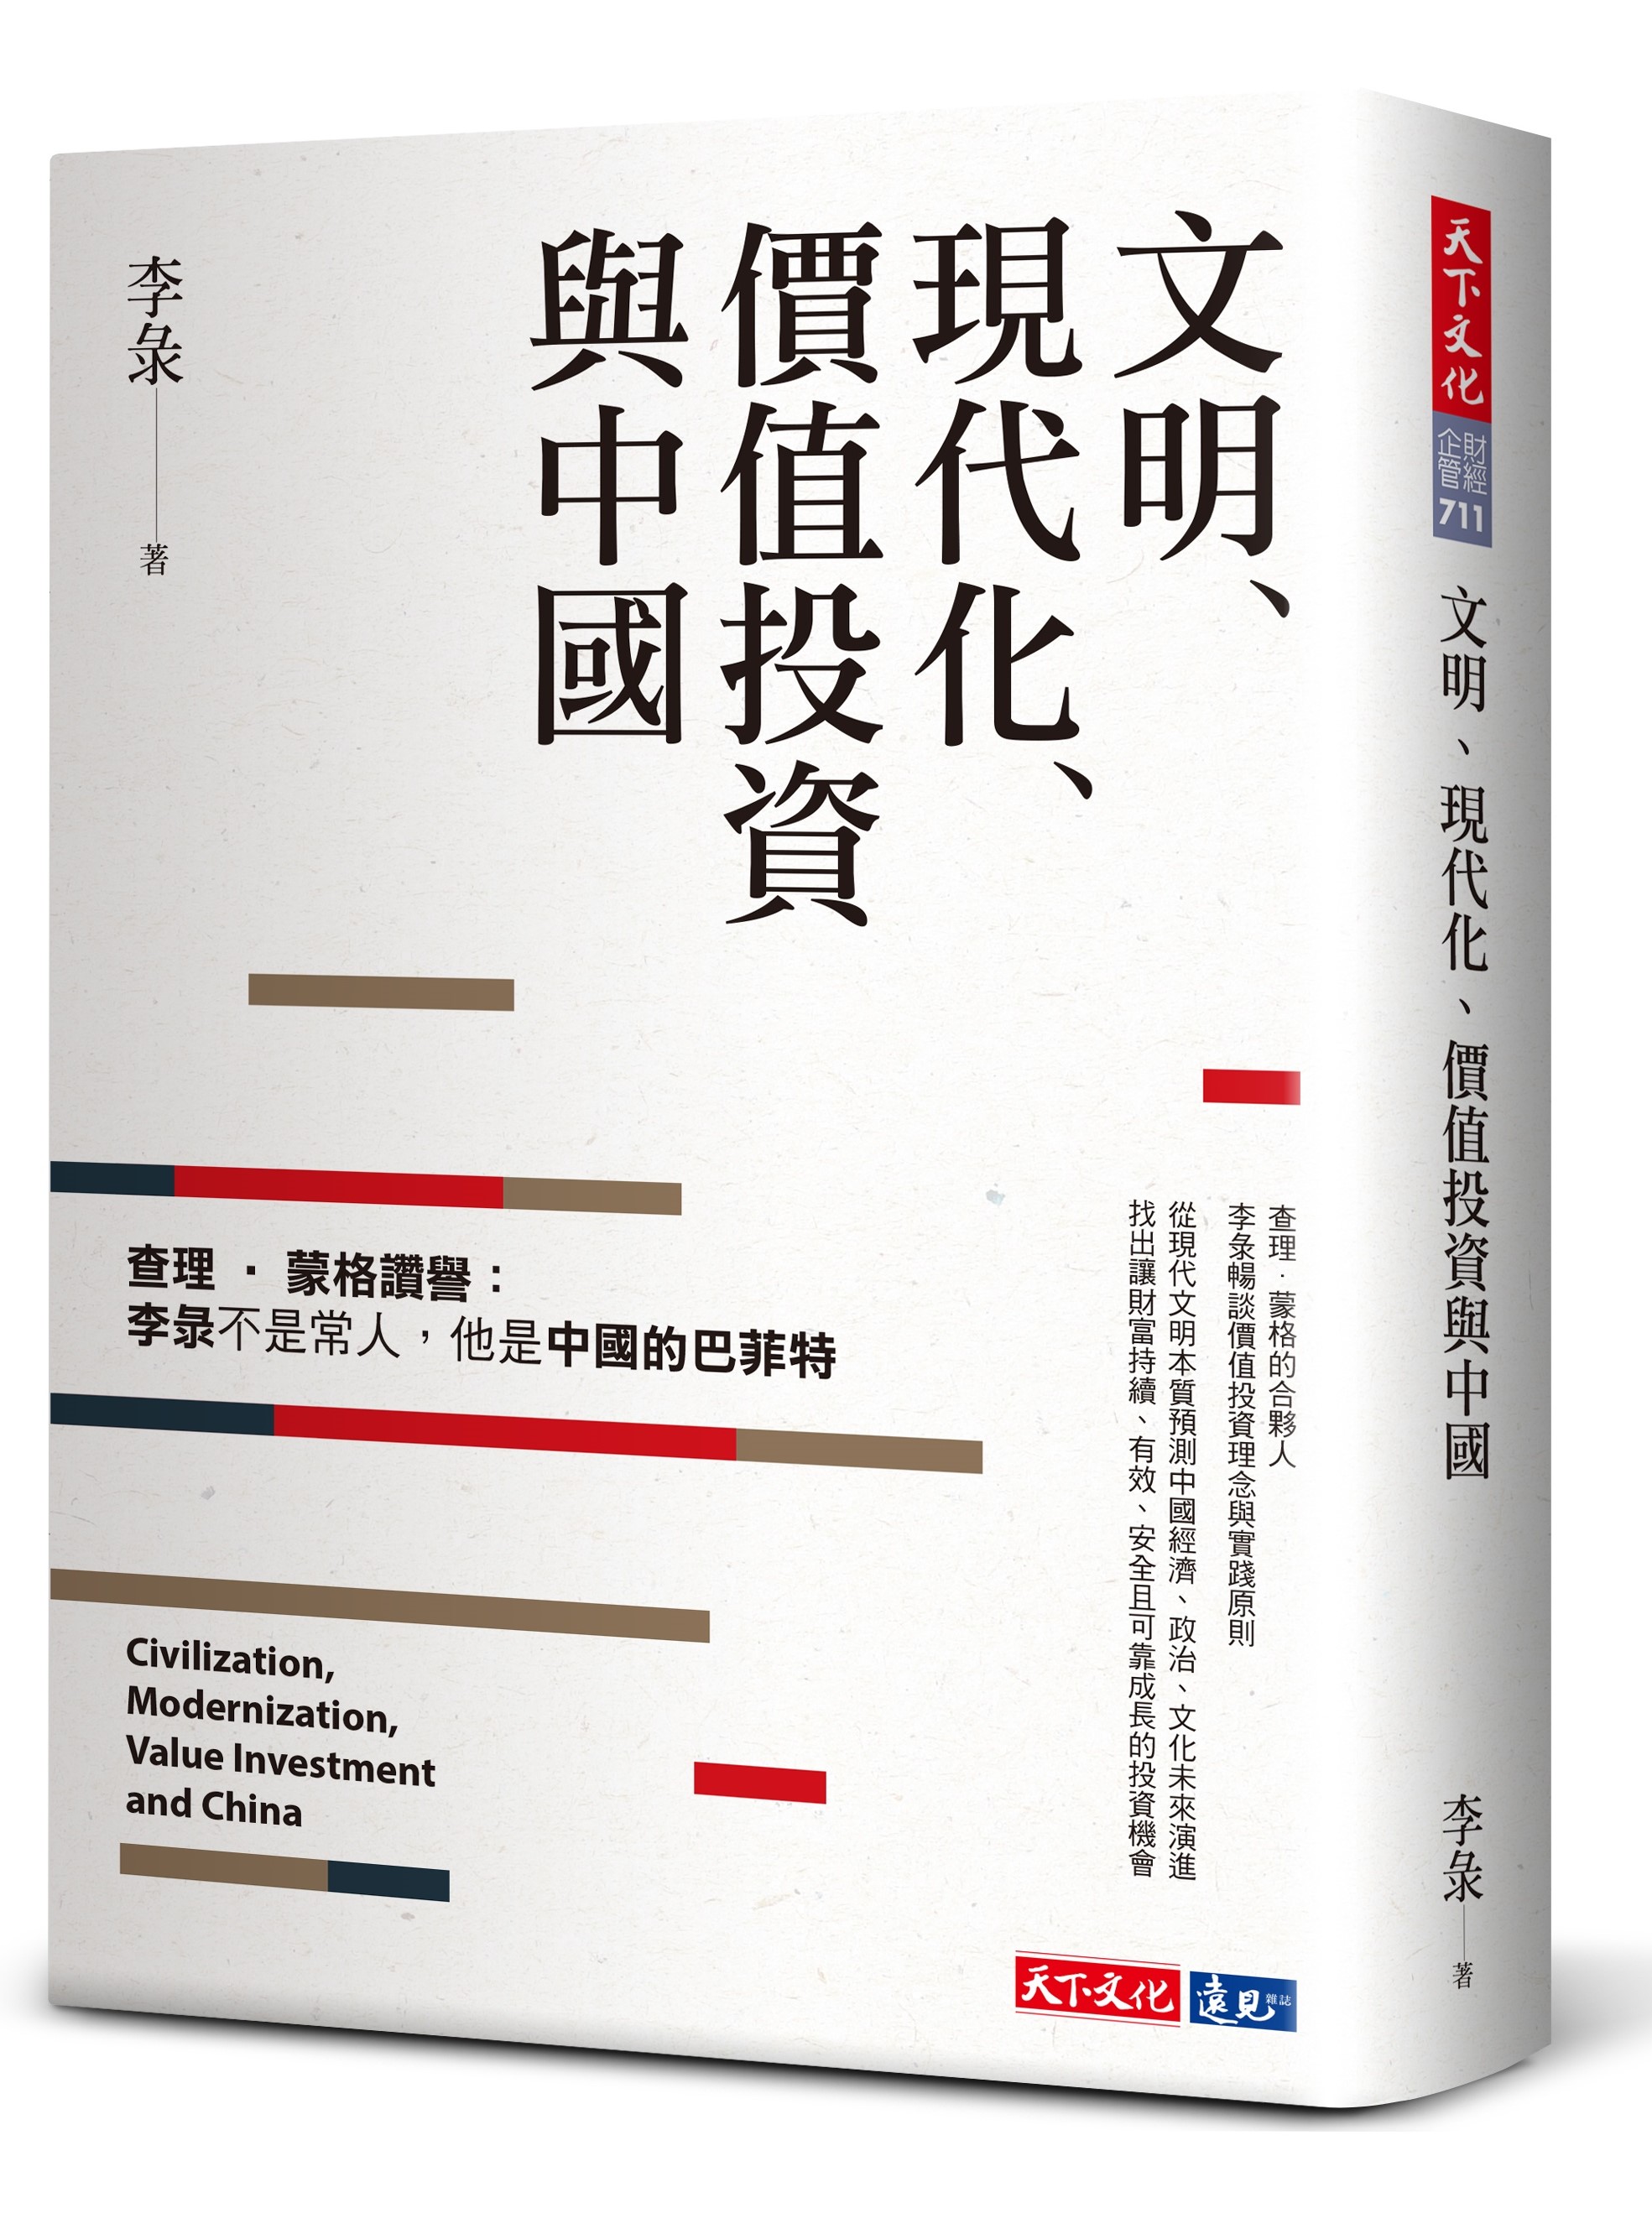 文明、
現代化、
價值投資
與中國
李彔
著
查理．蒙格的合夥人
李彔暢談價值投資理念與實踐原則
從現代文明本質預測中國經濟、政治、文化未來演進
找出讓財富持續、有效、安全且可靠成長的投資機會
查理 ． 蒙格讚譽：
李彔不是常人，他是中國的巴菲特
Civilization,
Modernization,
Value Investment
and China
天下文化
遠見雜誌
天下文化
財經
企管
711
文明、現代化、價值投資與中國
李彔
著